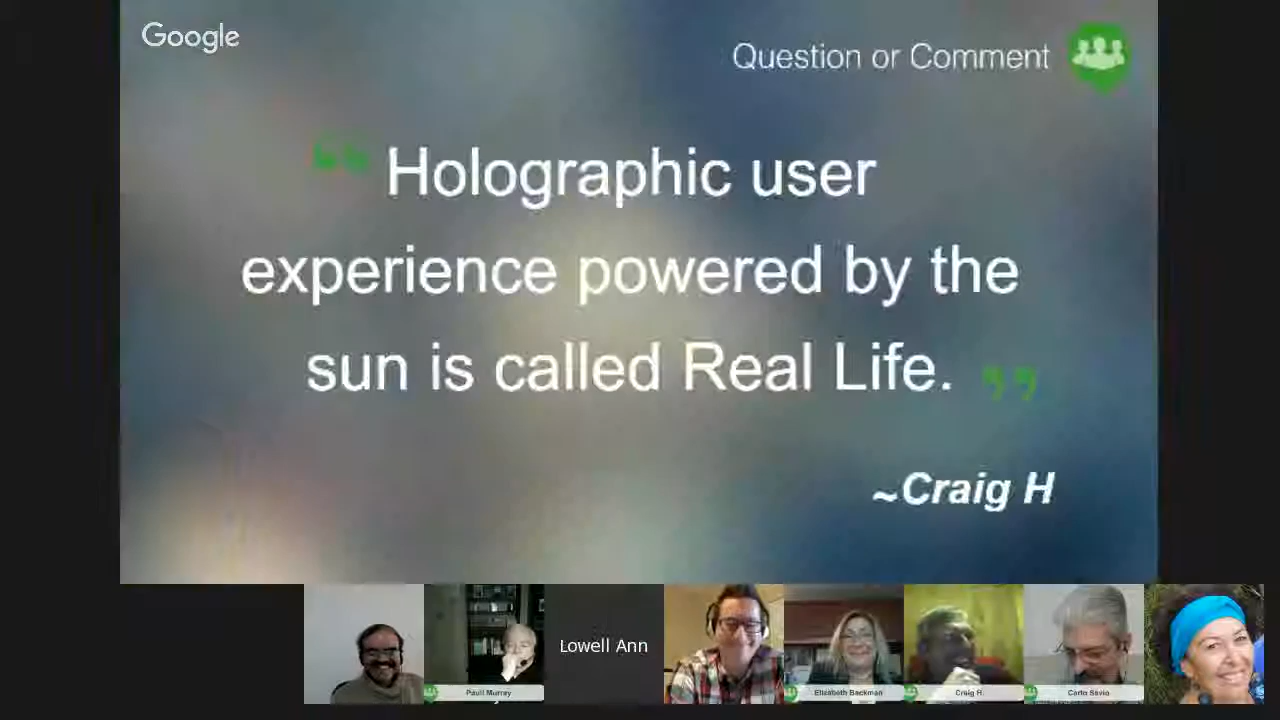 Google
Question or Comment
“ Holographic user
experience powered by the
sun is called Real Life. ”
~Craig H
Lowell Ann
Paull Murray
Elizabeth Backman
Craig H.
Carlo Savio